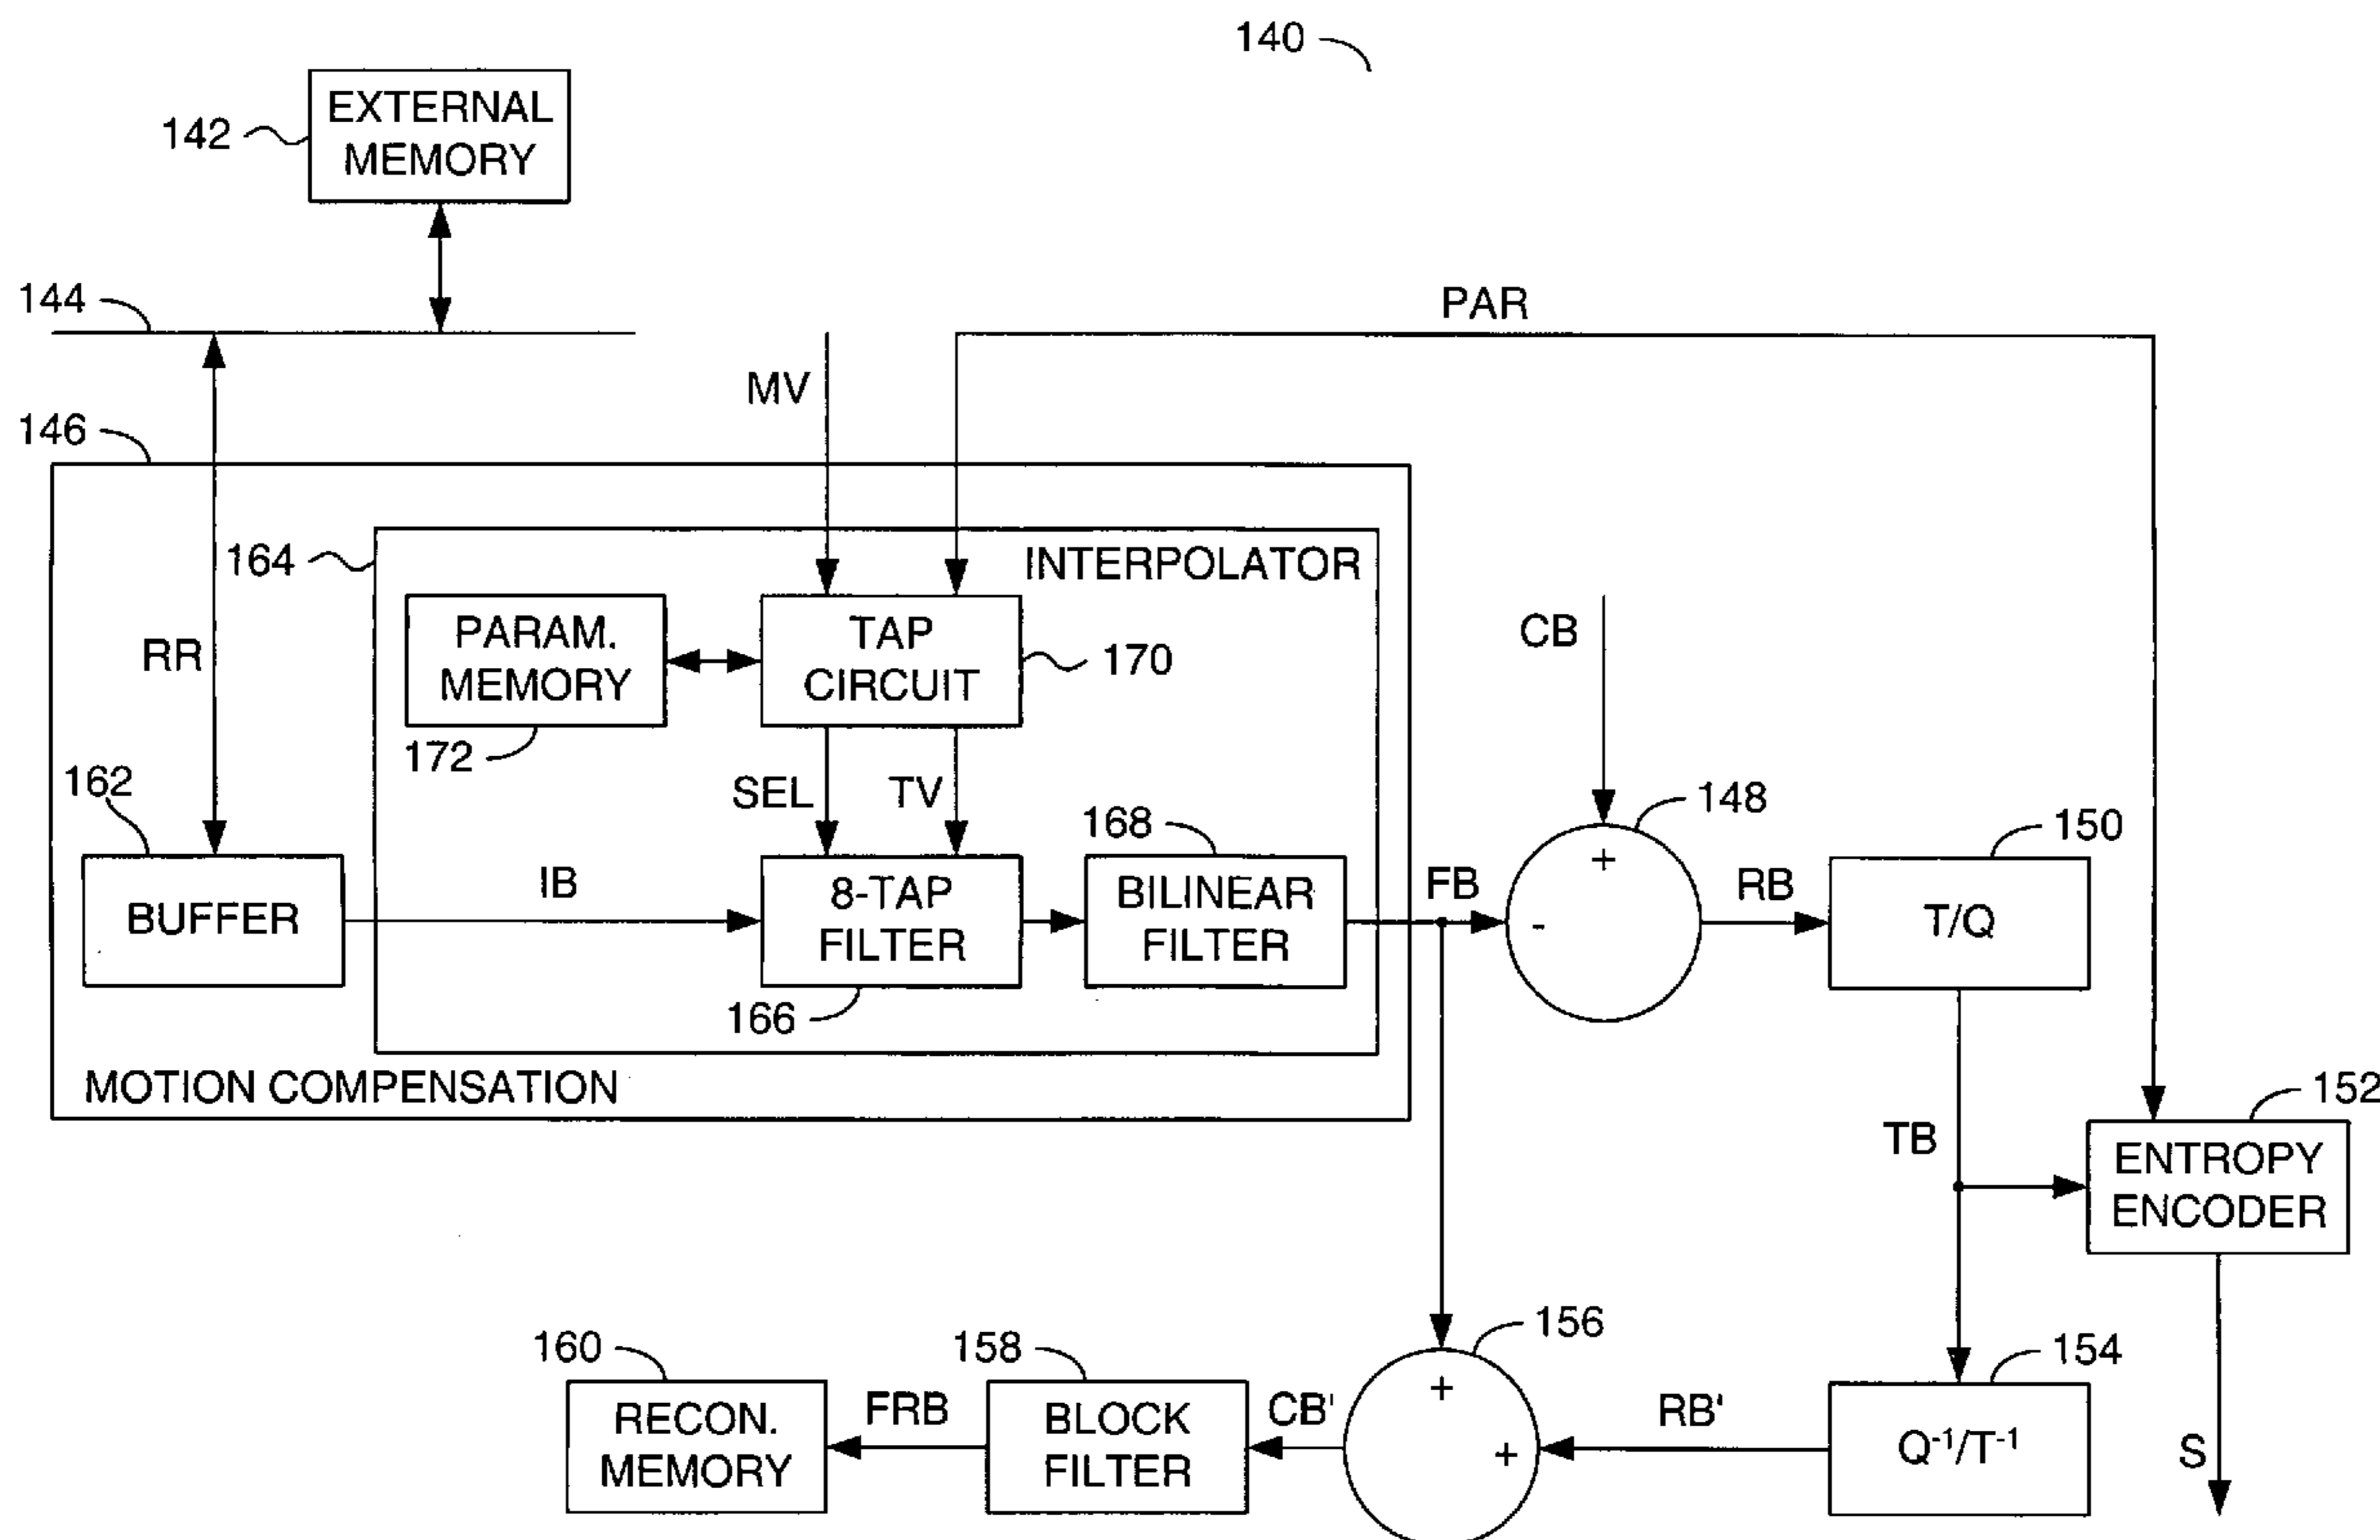 140
EXTERNAL
MEMORY
142
144
PAR
MV
146
164
INTERPOLATOR
PARAM.
MEMORY
TAP
CIRCUIT
170
CB
RR
172
162
SEL
TV
168
148
150
BUFFER
IB
8-TAP
FILTER
BILINEAR
FILTER
FB
+
-
RB
T/Q
166
MOTION COMPENSATION
152
TB
ENTROPY
ENCODER
160
158
156
154
RECON.
MEMORY
FRB
BLOCK
FILTER
CB'
+
+
RB'
Q-1/T-1
S